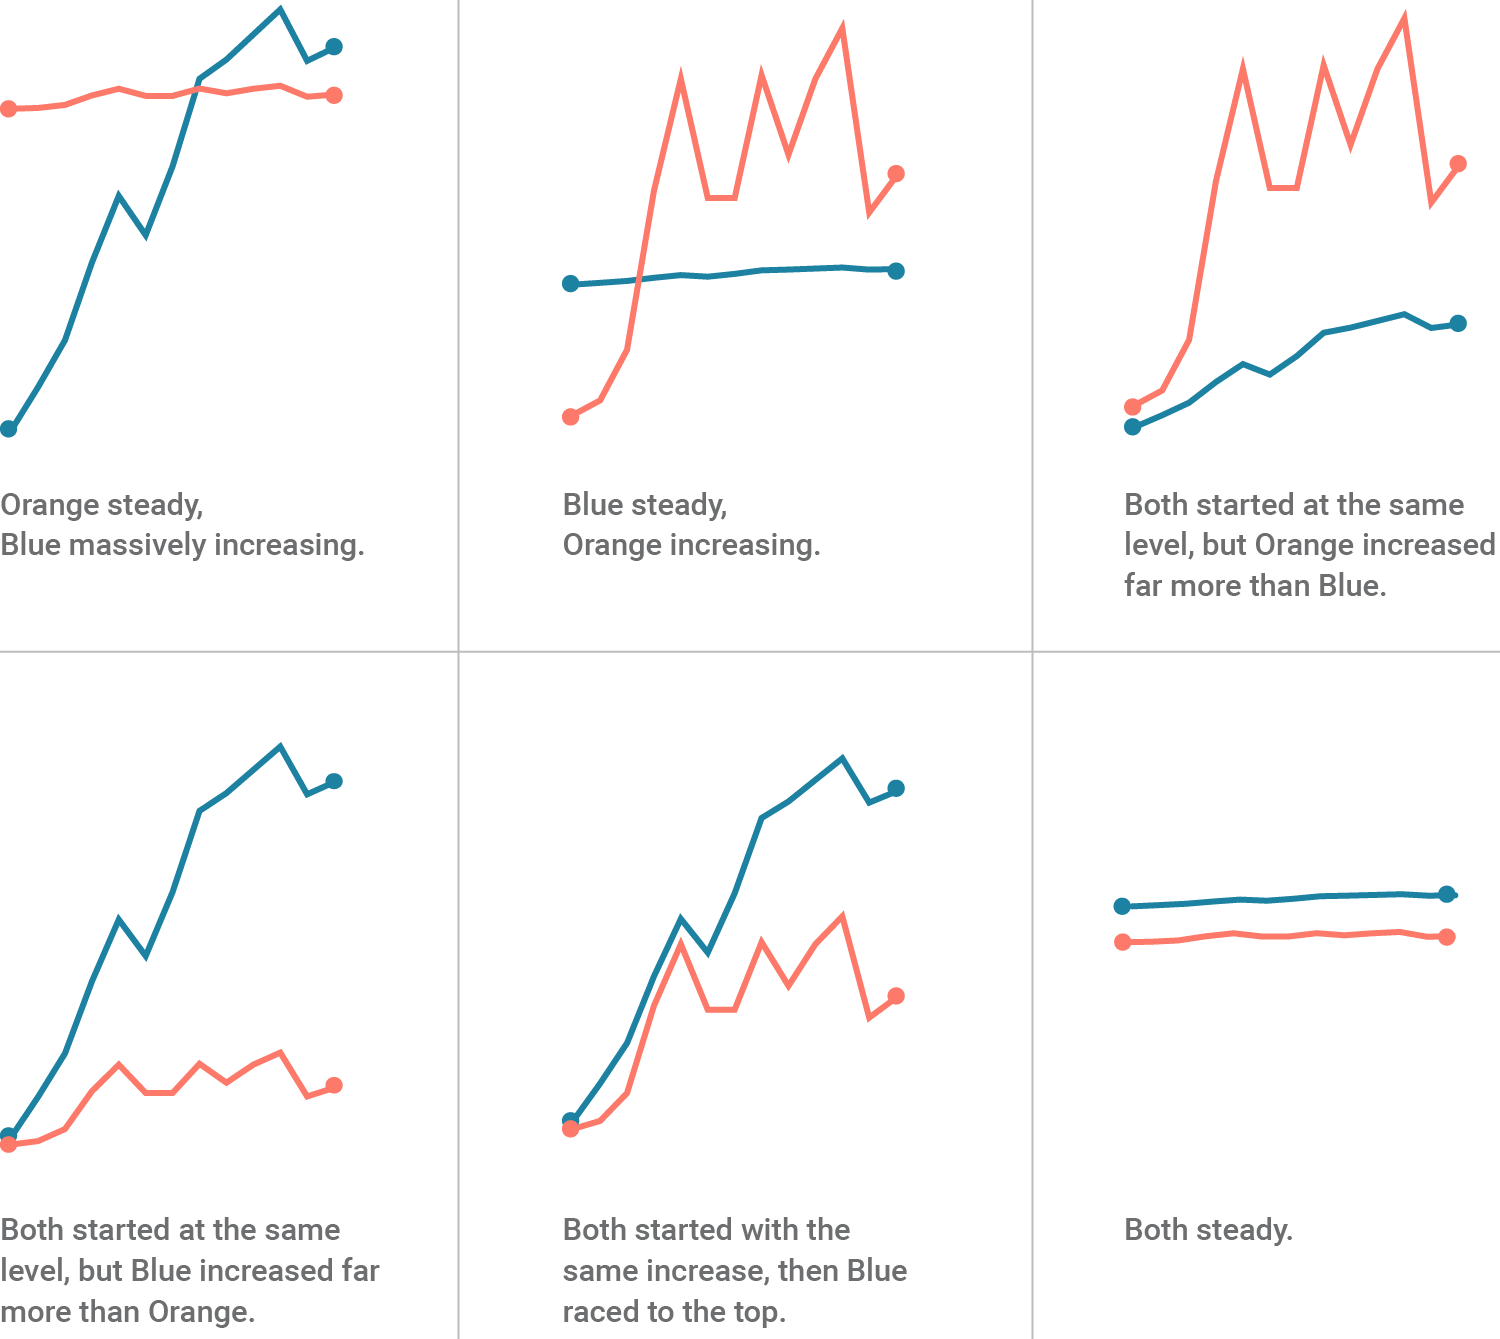 Orange steady,
Blue massively increasing.
Blue steady,
Orange increasing.
Both started at the same
level, but Orange increased
far more than Blue.
Both started at the same
level, but Blue increased far
more than Orange.
Both started with the
same increase, then Blue
raced to the top.
Both steady.